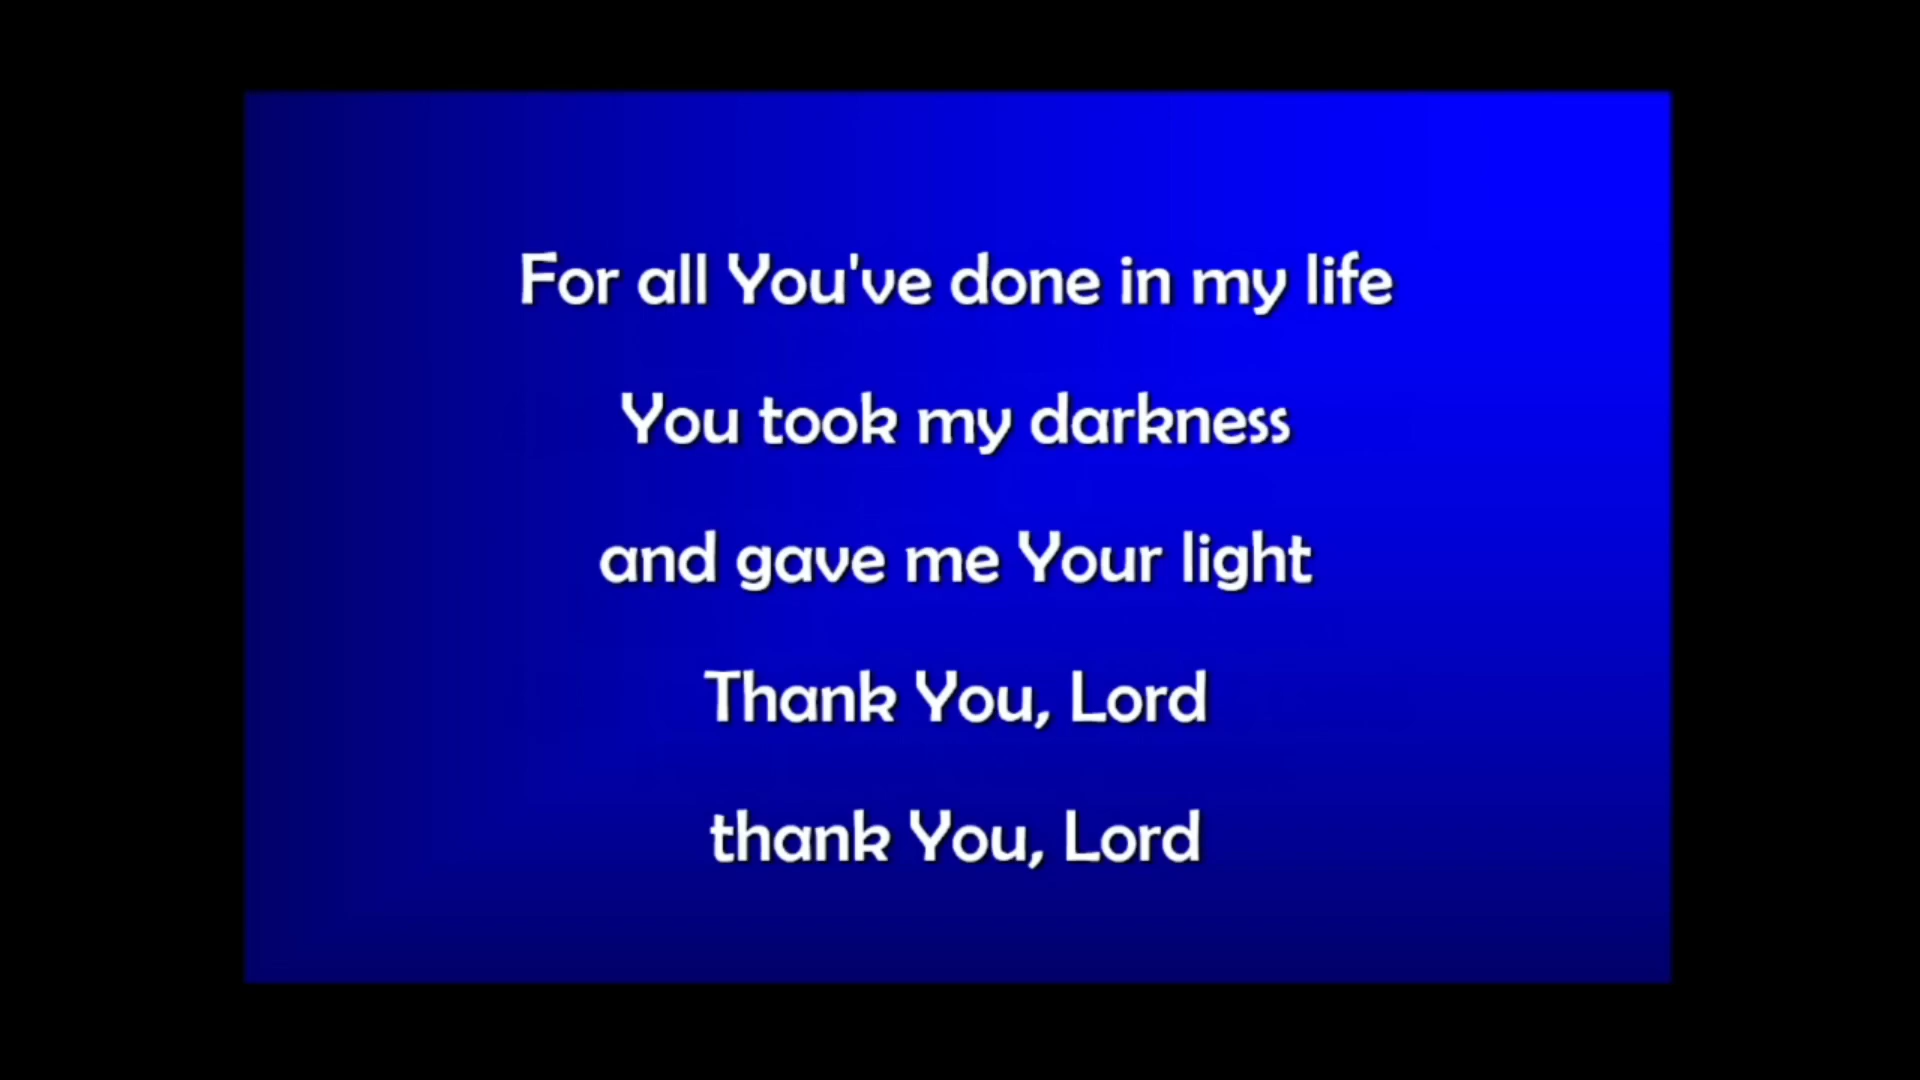 For all You've done in my life
You took my darkness
and gave me Your light
Thank You, Lord
thank You, Lord